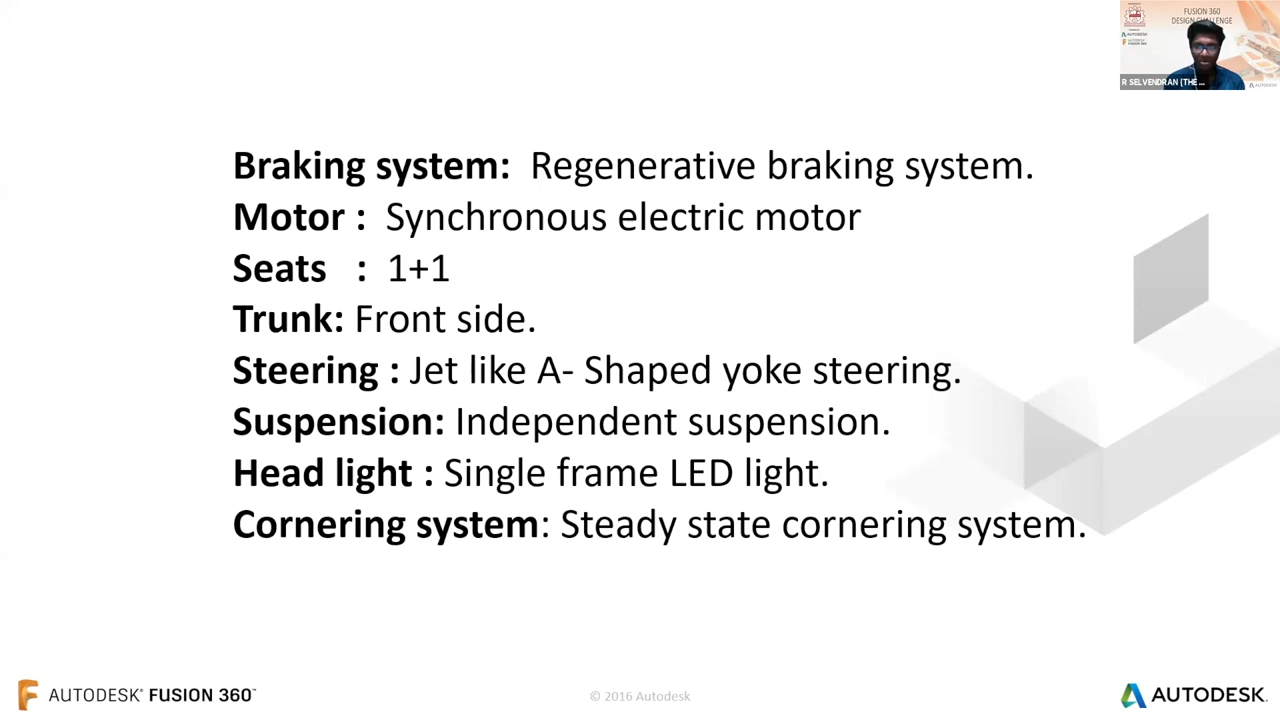 FUSION 360
DESIGN CHALLENGE
AUTODESK
R SELVENDRAN (THE ...
AUTODESK
Braking system: Regenerative braking system.
Motor : Synchronous electric motor
Seats : 1+1
Trunk: Front side.
Steering : Jet like A- Shaped yoke steering.
Suspension: Independent suspension.
Head light : Single frame LED light.
Cornering system: Steady state cornering system.
AUTODESK® FUSION 360™
© 2016 Autodesk
AUTODESK.